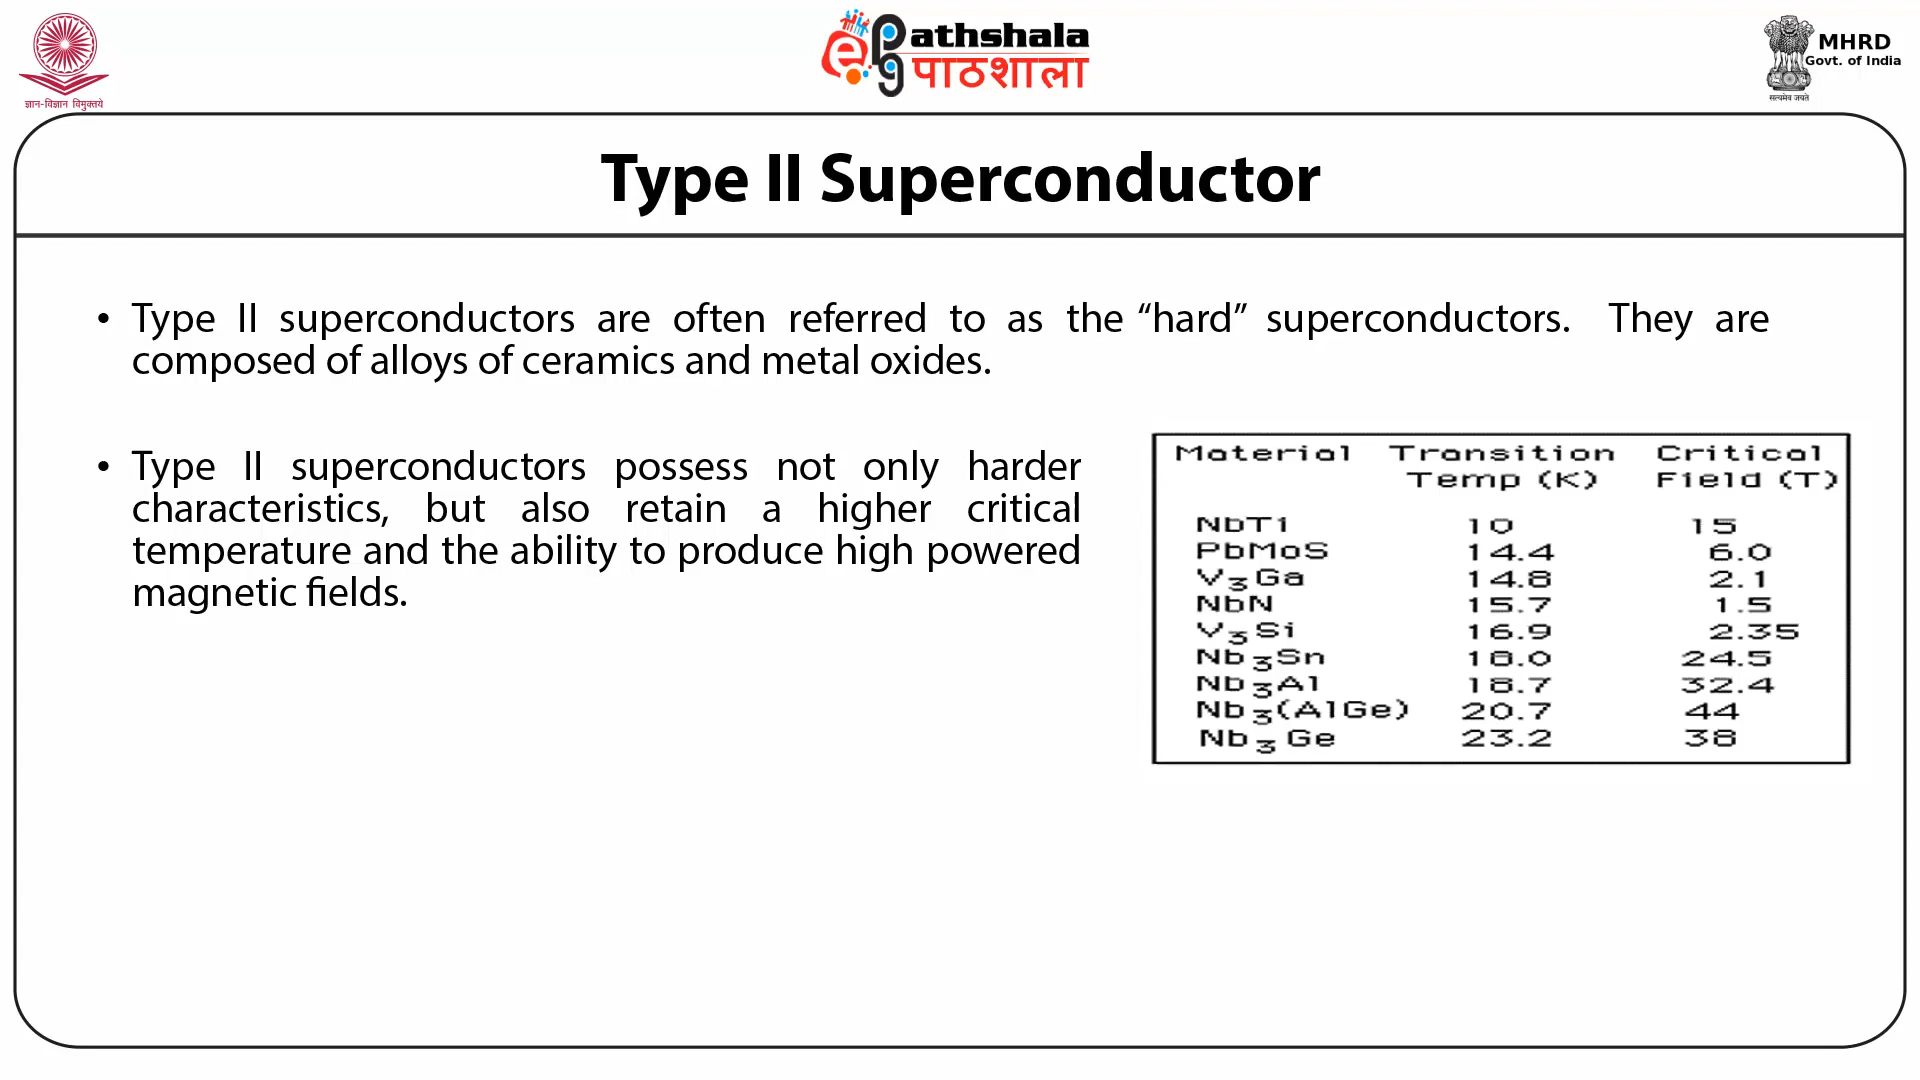 ज्ञान-विज्ञान विमुक्तये
ePG athshala
पाठशाला
MHRD
Govt. of India
सत्यमेव जयते
Type II Superconductor
• Type II superconductors are often referred to as the “hard” superconductors. They are
composed of alloys of ceramics and metal oxides.
• Type II superconductors possess not only harder
characteristics, but also retain a higher critical
temperature and the ability to produce high powered
magnetic fields.
Material Transition Critical
Temp (K) Field (T)
NbTi 10 15
PbMoS 14.4 6.0
V3Ga 14.8 2.1
NbN 15.7 1.5
V3Si 16.9 2.35
Nb3Sn 18.0 24.5
Nb3Al 18.7 32.4
Nb3(AlGe) 20.7 44
Nb3Ge 23.2 38